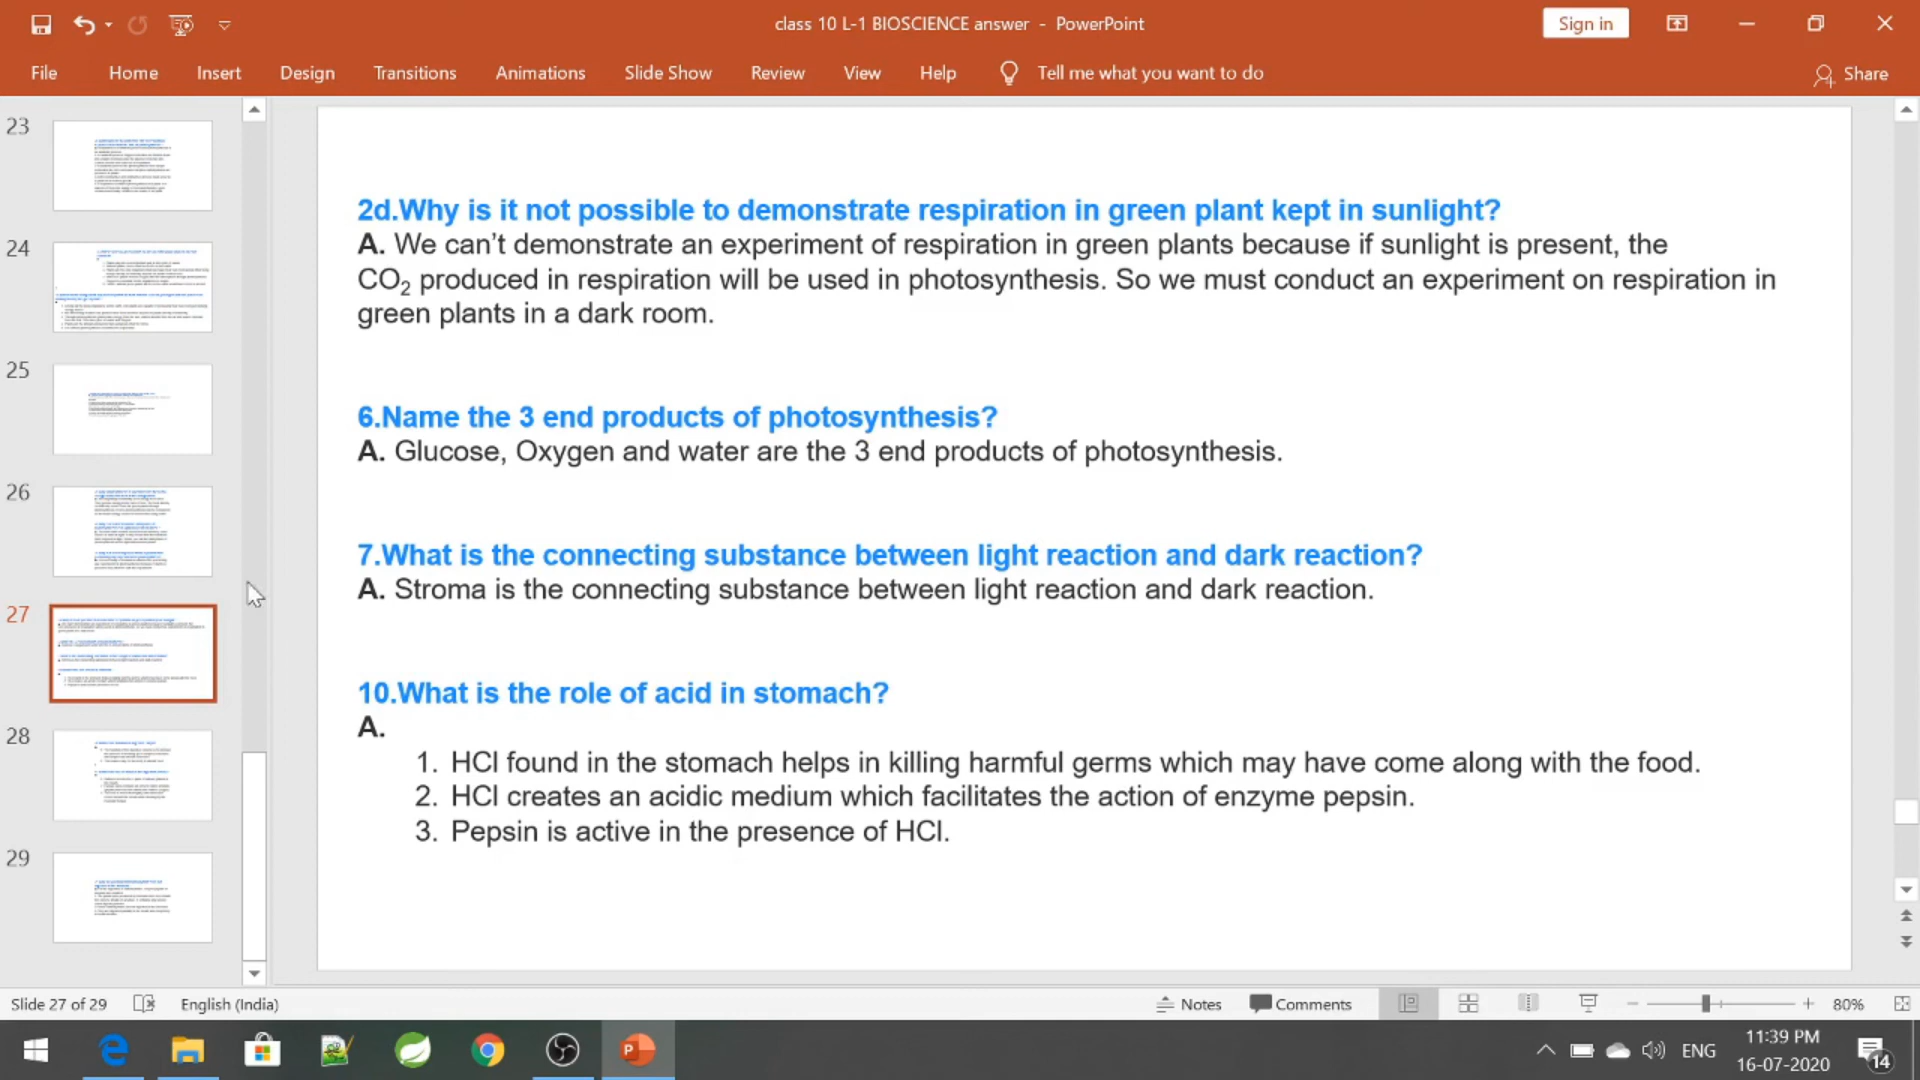 class 10 L-1 BIOSCIENCE answer - PowerPoint
Sign in
File Home Insert Design Transitions Animations Slide Show Review View Help Tell me what you want to do Share
23
24
25
26
27
28
29
2d.Why is it not possible to demonstrate respiration in green plant kept in sunlight?
A. We can’t demonstrate an experiment of respiration in green plants because if sunlight is present, the
CO₂ produced in respiration will be used in photosynthesis. So we must conduct an experiment on respiration in
green plants in a dark room.
6.Name the 3 end products of photosynthesis?
A. Glucose, Oxygen and water are the 3 end products of photosynthesis.
7.What is the connecting substance between light reaction and dark reaction?
A. Stroma is the connecting substance between light reaction and dark reaction.
10.What is the role of acid in stomach?
A.
1. HCl found in the stomach helps in killing harmful germs which may have come along with the food.
2. HCl creates an acidic medium which facilitates the action of enzyme pepsin.
3. Pepsin is active in the presence of HCl.
Slide 27 of 29 English (India) Notes Comments 80%
ENG
11:39 PM
16-07-2020
14